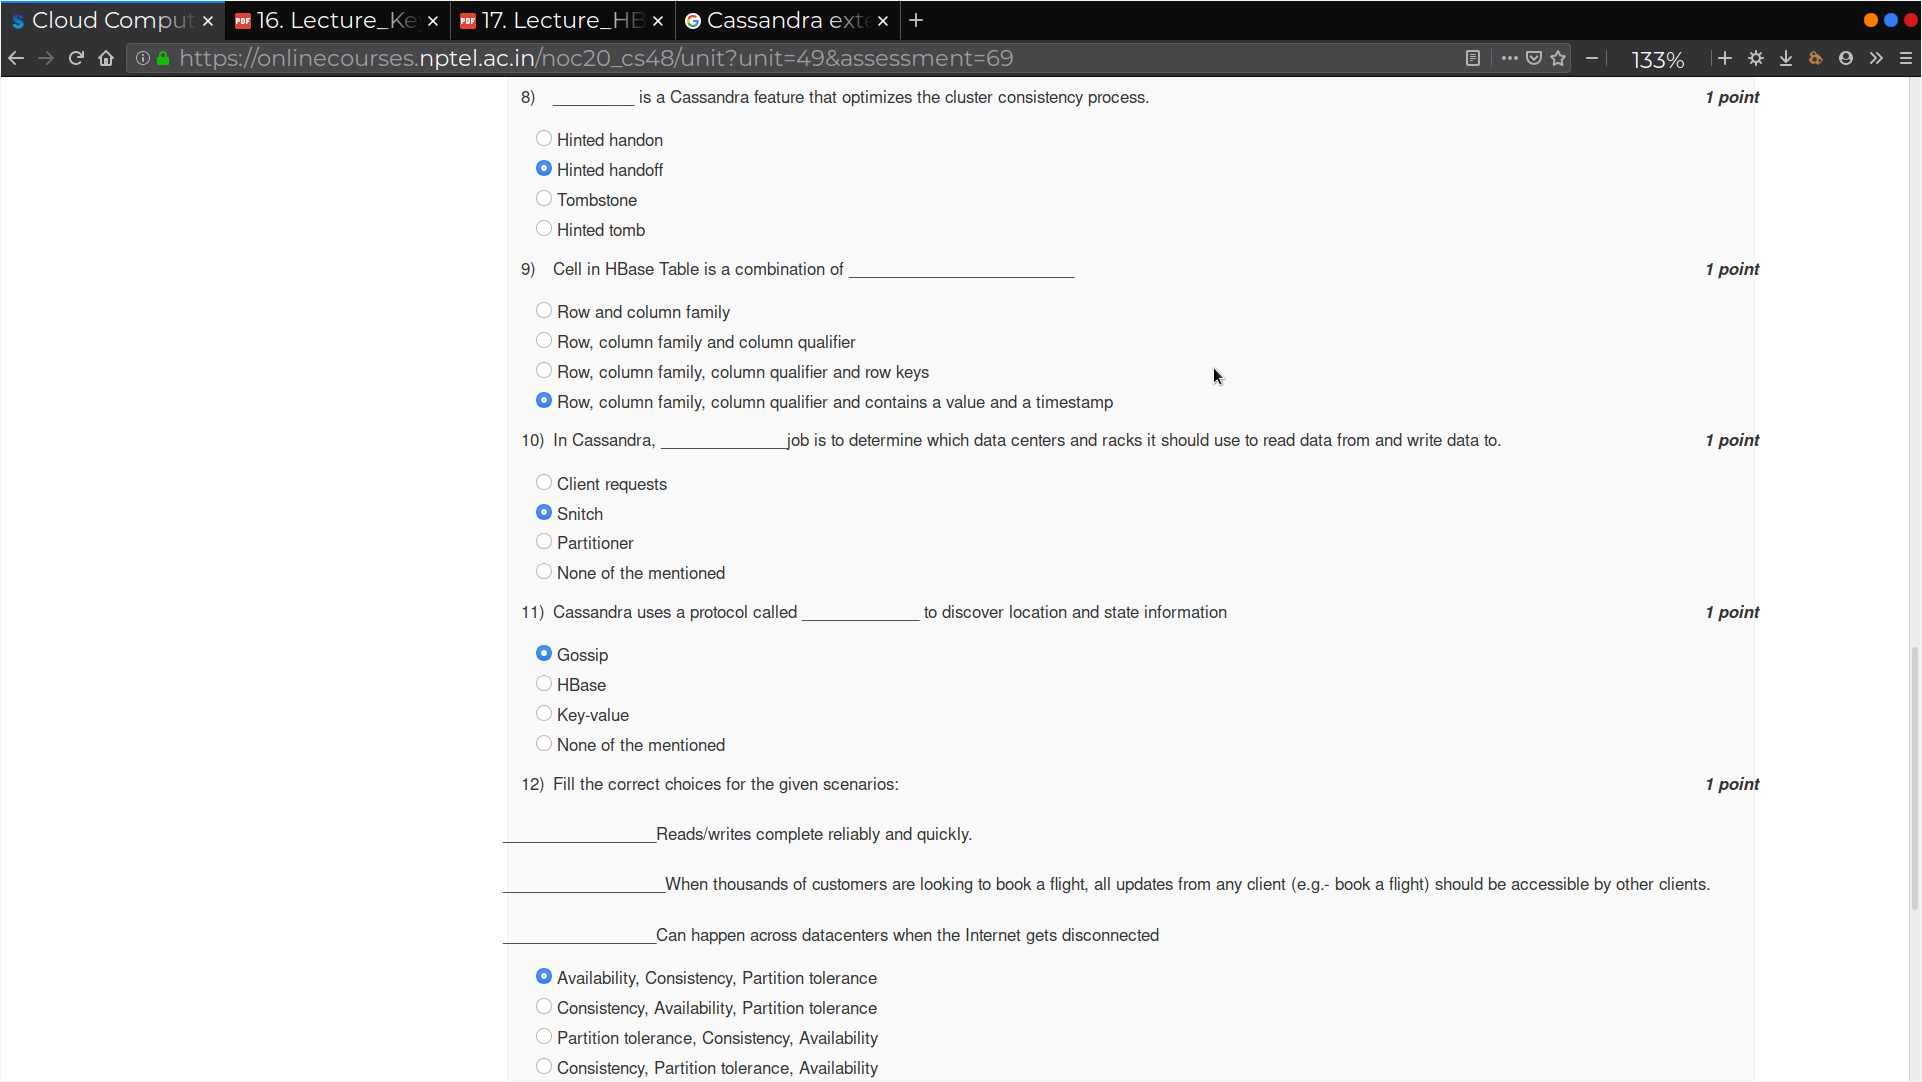 Cloud Comput
16. Lecture_Ke
17. Lecture_HB
Cassandra exte
https://onlinecourses.nptel.ac.in/noc20_cs48/unit?unit=49&assessment=69
133%
8) _________ is a Cassandra feature that optimizes the cluster consistency process. 1 point
Hinted handon
Hinted handoff
Tombstone
Hinted tomb
9) Cell in HBase Table is a combination of _________________________ 1 point
Row and column family
Row, column family and column qualifier
Row, column family, column qualifier and row keys
Row, column family, column qualifier and contains a value and a timestamp
10) In Cassandra, ______________job is to determine which data centers and racks it should use to read data from and write data to. 1 point
Client requests
Snitch
Partitioner
None of the mentioned
11) Cassandra uses a protocol called _____________ to discover location and state information 1 point
Gossip
HBase
Key-value
None of the mentioned
12) Fill the correct choices for the given scenarios: 1 point
_________________Reads/writes complete reliably and quickly.
__________________When thousands of customers are looking to book a flight, all updates from any client (e.g.- book a flight) should be accessible by other clients.
_________________Can happen across datacenters when the Internet gets disconnected
Availability, Consistency, Partition tolerance
Consistency, Availability, Partition tolerance
Partition tolerance, Consistency, Availability
Consistency, Partition tolerance, Availability